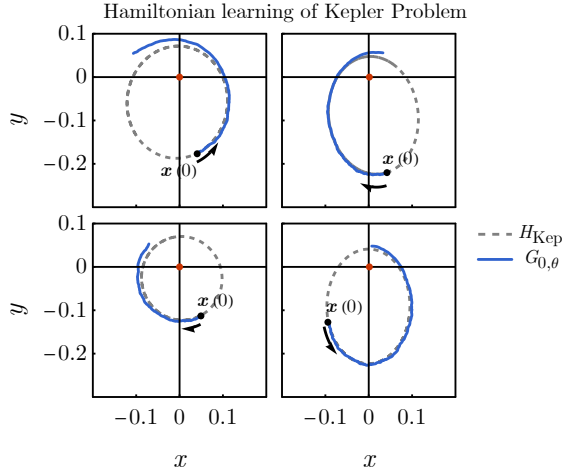 Hamiltonian learning of Kepler Problem
0.1
0
−0.1
−0.2
y
x(0)
x(0)
0.1
0
−0.1
−0.2
y
x(0)
x(0)
H_Kep
G_0,θ
−0.1 0 0.1
−0.1 0 0.1
x
x